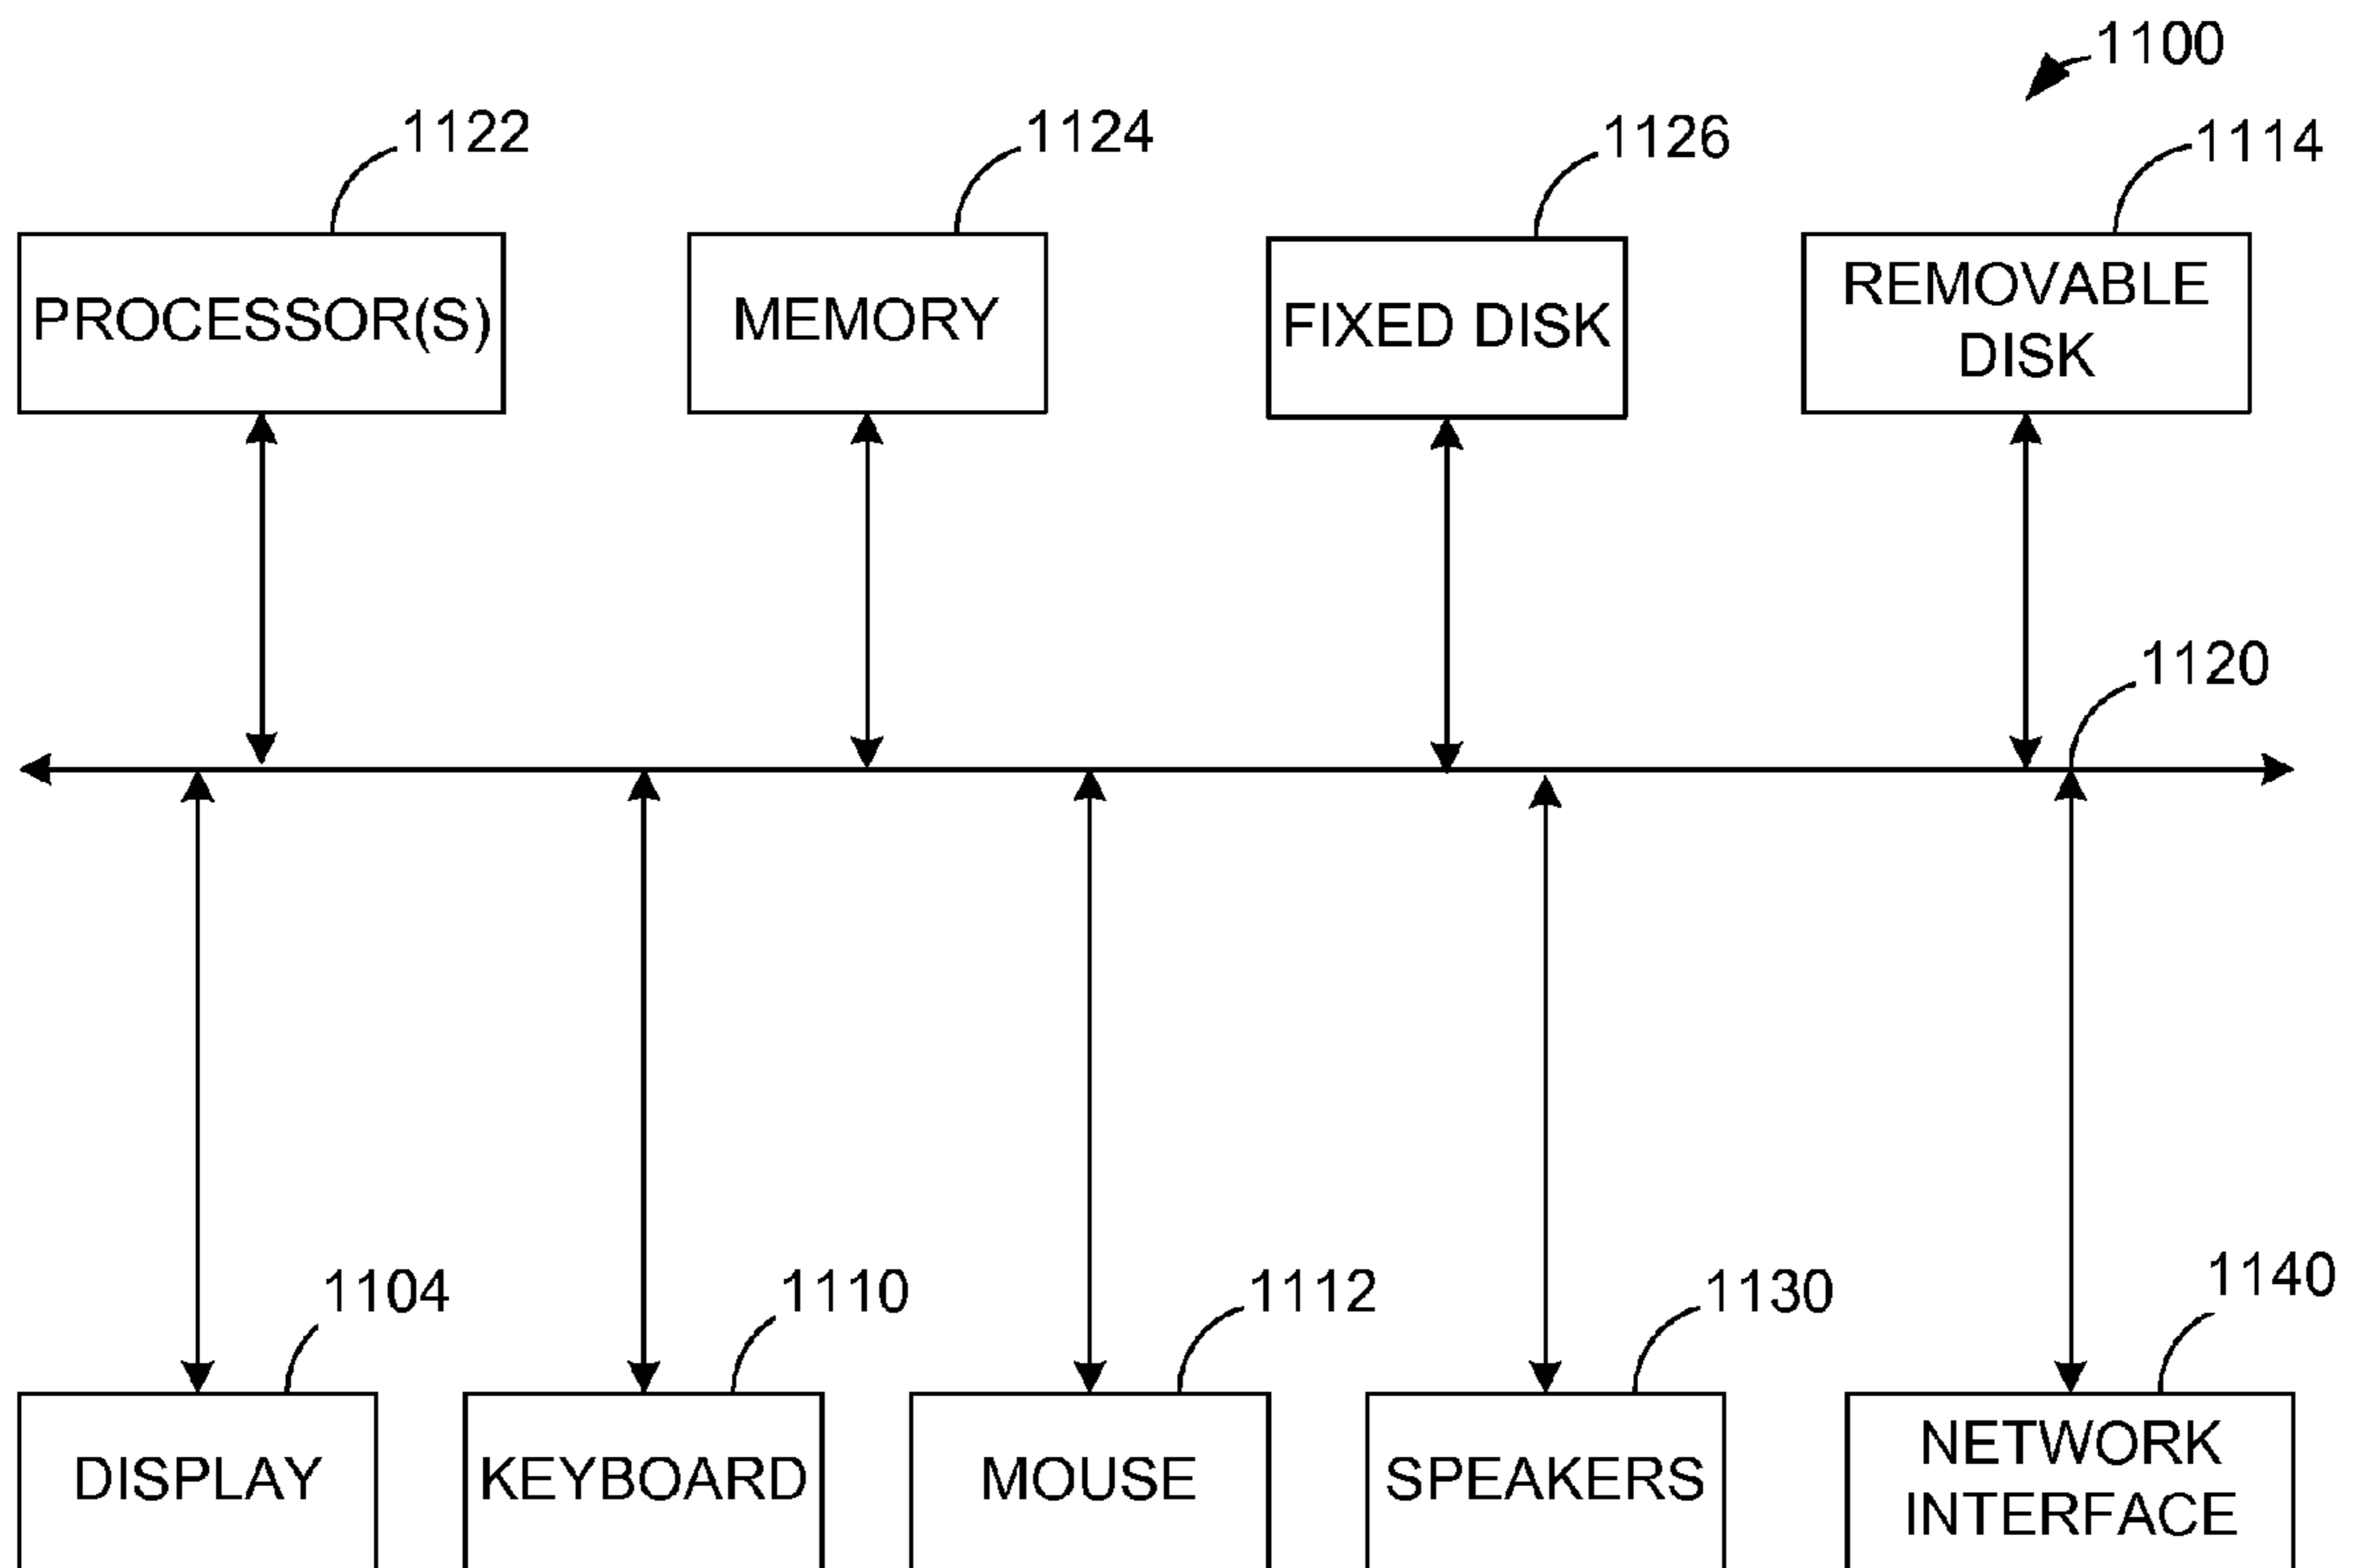 1100
1122
1124
1126
1114
PROCESSOR(S)
MEMORY
FIXED DISK
REMOVABLE
DISK
1120
1104
1110
1112
1130
1140
DISPLAY
KEYBOARD
MOUSE
SPEAKERS
NETWORK
INTERFACE